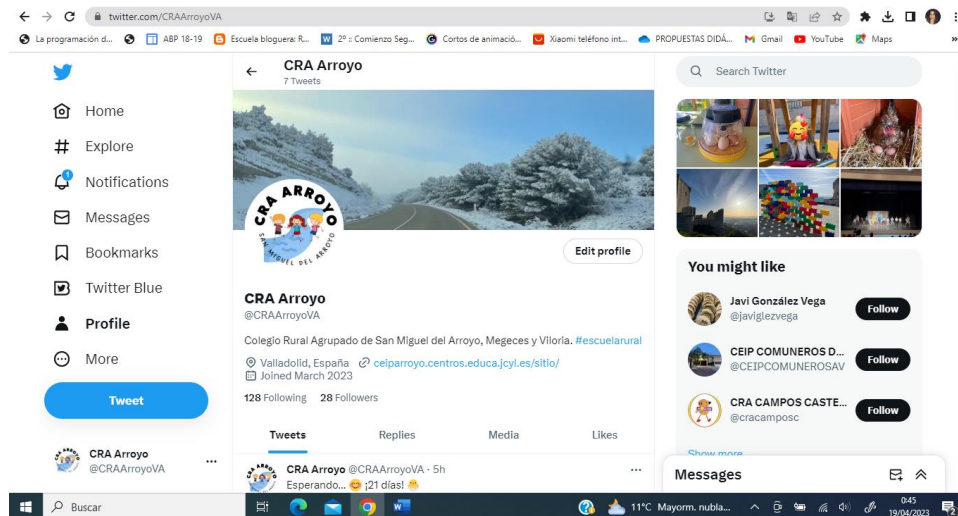 twitter.com/CRAArroyoVA
La programación d...
ABP 18-19
Escuela bloguera: R...
2º :: Comienzo Seg...
Cortos de animació...
Xiaomi teléfono int...
PROPUESTAS DIDÁ...
Gmail
YouTube
Maps
»
Home
Explore
Notifications
Messages
Bookmarks
Twitter Blue
Profile
More
Tweet
CRA Arroyo
@CRAArroyoVA
CRA Arroyo
7 Tweets
CRA ARROYO
SAN MIGUEL DEL ARROYO
Edit profile
CRA Arroyo
@CRAArroyoVA
Colegio Rural Agrupado de San Miguel del Arroyo, Megeces y Viloria. #escuelarural
Valladolid, España ceiparroyo.centros.educa.jcyl.es/sitio/
Joined March 2023
128 Following 28 Followers
Tweets Replies Media Likes
CRA Arroyo @CRAArroyoVA · 5h
Esperando... 😊 ¡21 días! 🐣
Search Twitter
You might like
Javi González Vega
@javiglezvega
Follow
CEIP COMUNEROS D...
@CEIPCOMUNEROSAV
Follow
CRA CAMPOS CASTE...
@cracamposc
Follow
Show more
Messages
Buscar
11°C Mayorm. nubla...
0:45
19/04/2023